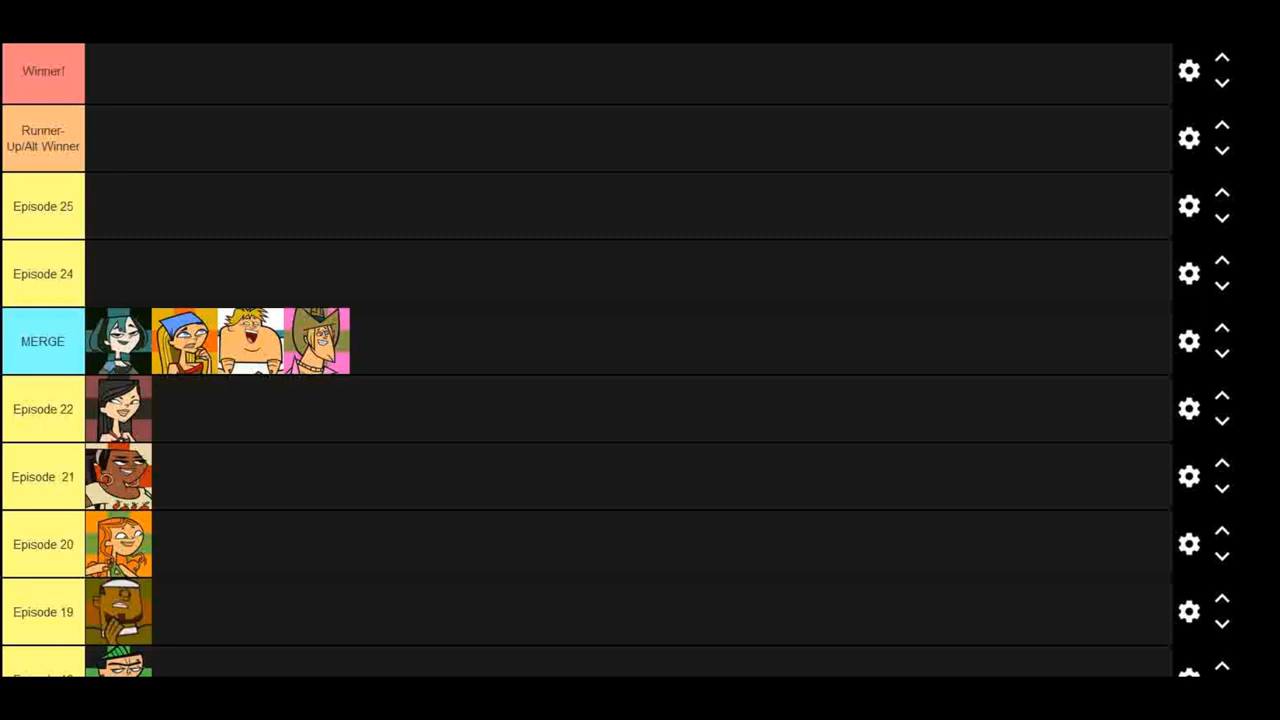 Winner!
Runner-
Up/Alt Winner
Episode 25
Episode 24
MERGE
Episode 22
Episode 21
Episode 20
Episode 19